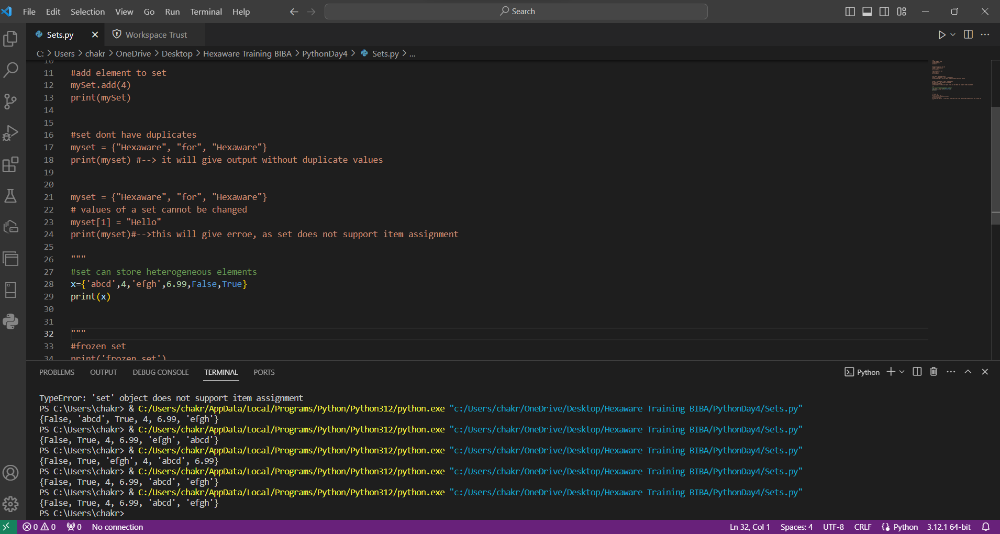 File Edit Selection View Go Run Terminal Help Search
Sets.py Workspace Trust
C: > Users > chakr > OneDrive > Desktop > Hexaware Training BIBA > PythonDay4 > Sets.py > ...
10
11 #add element to set
12 mySet.add(4)
13 print(mySet)
14
15
16 #set dont have duplicates
17 myset = {"Hexaware", "for", "Hexaware"}
18 print(myset) #--> it will give output without duplicate values
19
20
21 myset = {"Hexaware", "for", "Hexaware"}
22 # values of a set cannot be changed
23 myset[1] = "Hello"
24 print(myset)#-->this will give erroe, as set does not support item assignment
25
26 """
27 #set can store heterogeneous elements
28 x={'abcd',4,'efgh',6.99,False,True}
29 print(x)
30
31
32 """
33 #frozen set
34 print('frozen set')
PROBLEMS OUTPUT DEBUG CONSOLE TERMINAL PORTS Python
TypeError: 'set' object does not support item assignment
PS C:\Users\chakr> & C:/Users/chakr/AppData/Local/Programs/Python/Python312/python.exe "c:/Users/chakr/OneDrive/Desktop/Hexaware Training BIBA/PythonDay4/Sets.py"
{False, 'abcd', True, 4, 6.99, 'efgh'}
PS C:\Users\chakr> & C:/Users/chakr/AppData/Local/Programs/Python/Python312/python.exe "c:/Users/chakr/OneDrive/Desktop/Hexaware Training BIBA/PythonDay4/Sets.py"
{False, True, 4, 6.99, 'efgh', 'abcd'}
PS C:\Users\chakr> & C:/Users/chakr/AppData/Local/Programs/Python/Python312/python.exe "c:/Users/chakr/OneDrive/Desktop/Hexaware Training BIBA/PythonDay4/Sets.py"
{False, True, 'efgh', 4, 'abcd', 6.99}
PS C:\Users\chakr> & C:/Users/chakr/AppData/Local/Programs/Python/Python312/python.exe "c:/Users/chakr/OneDrive/Desktop/Hexaware Training BIBA/PythonDay4/Sets.py"
{False, True, 4, 6.99, 'abcd', 'efgh'}
PS C:\Users\chakr> & C:/Users/chakr/AppData/Local/Programs/Python/Python312/python.exe "c:/Users/chakr/OneDrive/Desktop/Hexaware Training BIBA/PythonDay4/Sets.py"
{False, True, 4, 6.99, 'abcd', 'efgh'}
PS C:\Users\chakr>
0 0 0 No connection Ln 32, Col 1 Spaces: 4 UTF-8 CRLF Python 3.12.1 64-bit